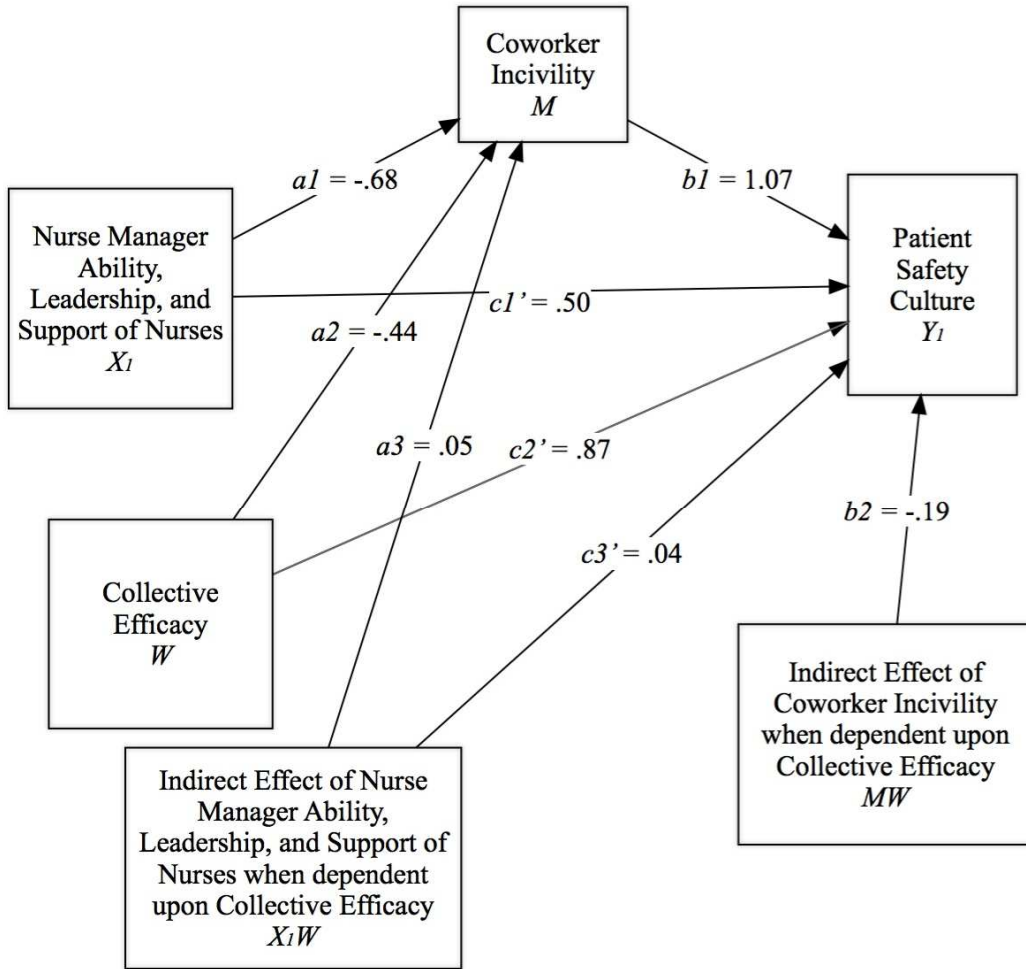 Coworker
Incivility
M
a1 = -.68
b1 = 1.07
Nurse Manager
Ability,
Leadership, and
Support of Nurses
X1
Patient
Safety
Culture
Y1
c1’ = .50
a2 = -.44
a3 = .05
c2’ = .87
b2 = -.19
c3’ = .04
Collective
Efficacy
W
Indirect Effect of
Coworker Incivility
when dependent upon
Collective Efficacy
MW
Indirect Effect of Nurse
Manager Ability,
Leadership, and Support of
Nurses when dependent
upon Collective Efficacy
X1W